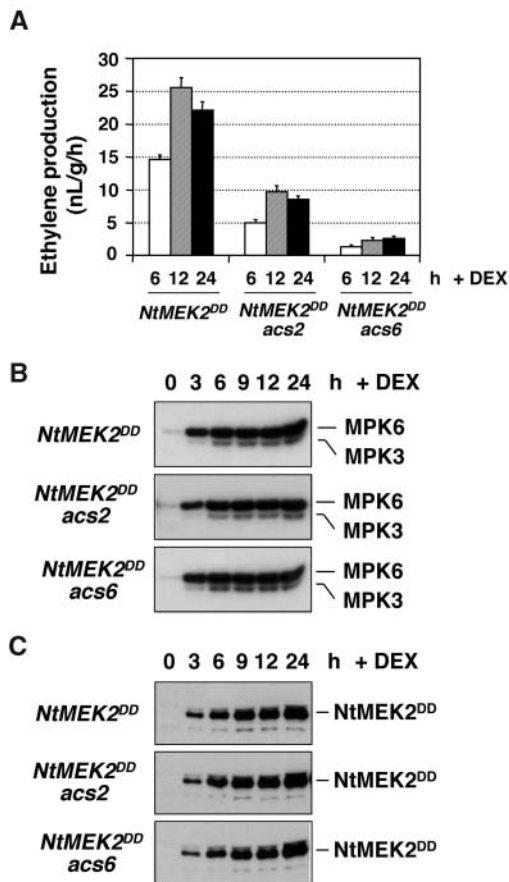 A
Ethylene production
(nL/g/h)
30
25
20
15
10
5
0
6 12 24 6 12 24 6 12 24 h + DEX
NtMEK2DD NtMEK2DD NtMEK2DD
acs2 acs6
B
0 3 6 9 12 24 h + DEX
NtMEK2DD
MPK6
MPK3
NtMEK2DD
acs2
MPK6
MPK3
NtMEK2DD
acs6
MPK6
MPK3
C
0 3 6 9 12 24 h + DEX
NtMEK2DD NtMEK2DD
NtMEK2DD
acs2
NtMEK2DD
NtMEK2DD
acs6
NtMEK2DD